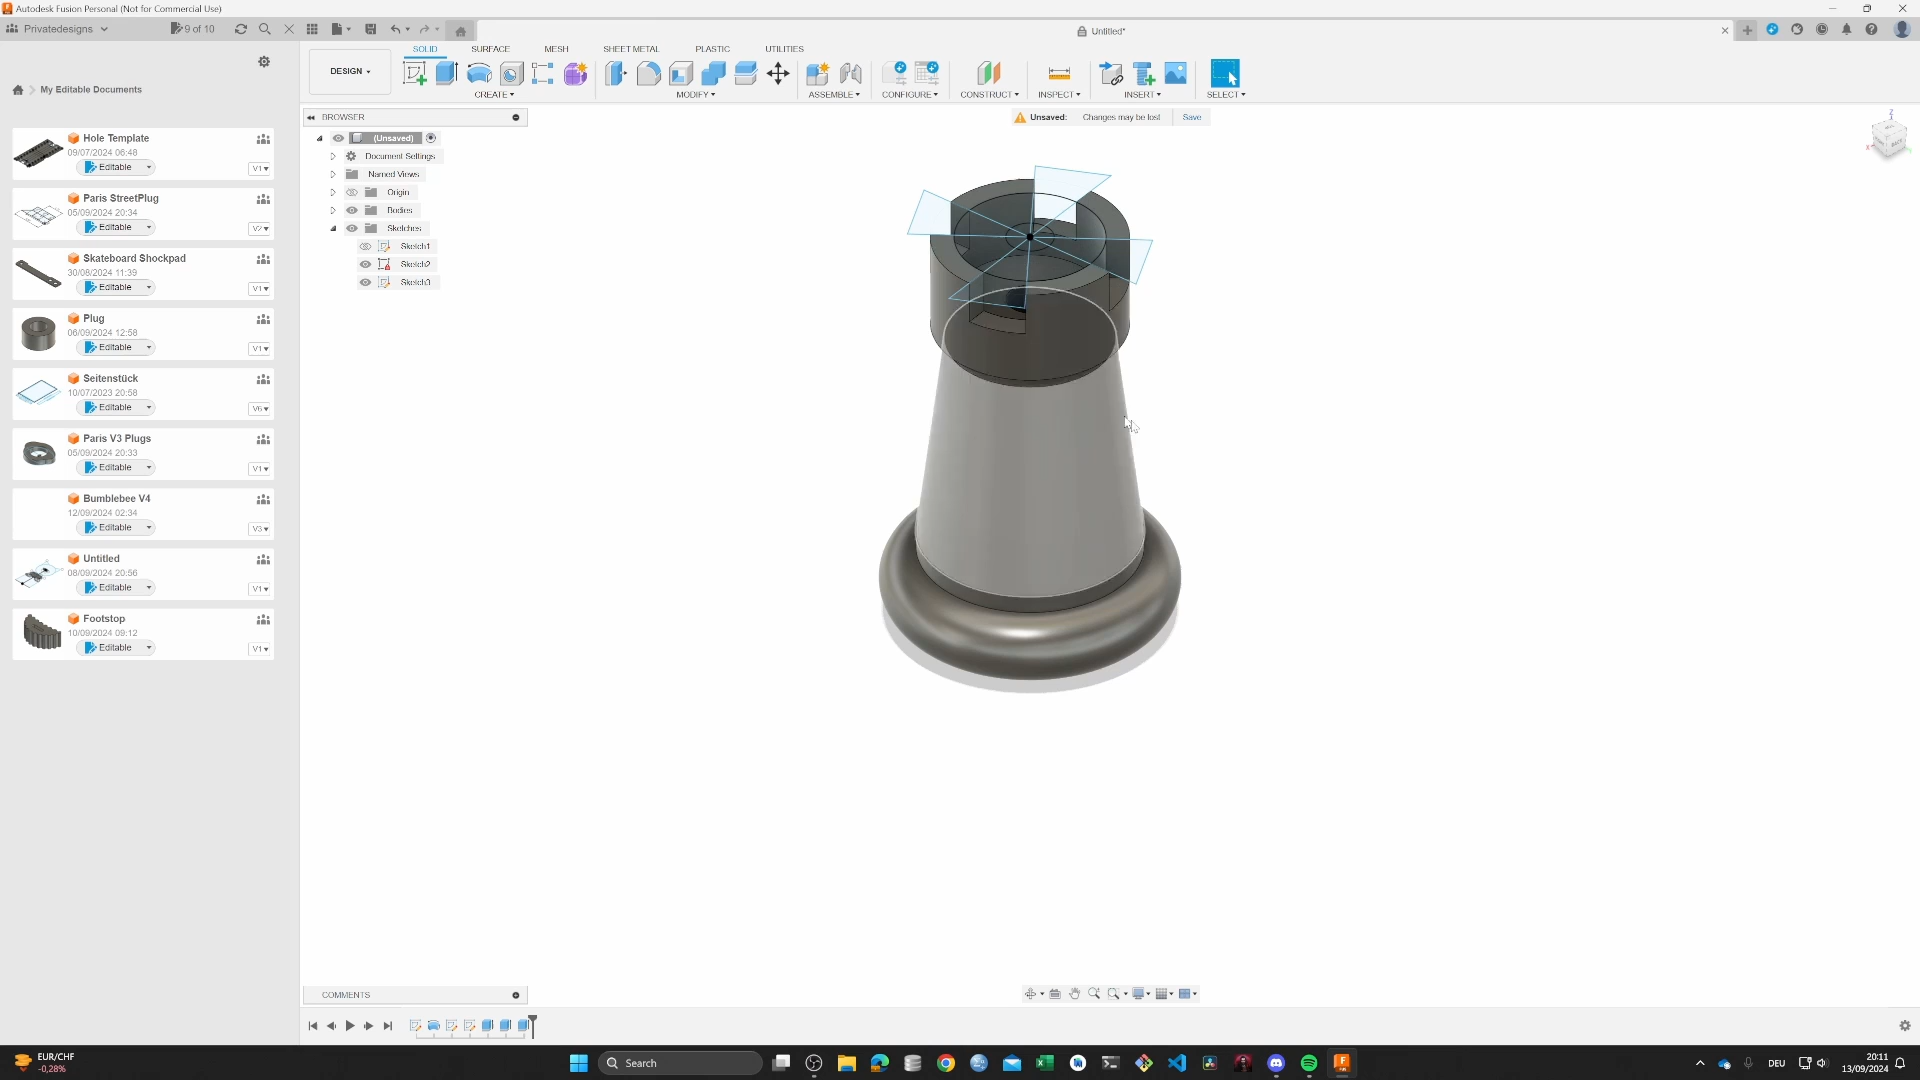 Autodesk Fusion Personal (Not for Commercial Use)
Privatedesigns
9 of 10
Untitled*
My Editable Documents
Hole Template
09/07/2024 06:48
Editable
V1
Paris StreetPlug
05/09/2024 20:34
Editable
V2
Skateboard Shockpad
30/08/2024 11:39
Editable
V1
Plug
06/09/2024 12:58
Editable
V1
Seitenstück
10/07/2023 20:58
Editable
V6
Paris V3 Plugs
05/09/2024 20:33
Editable
V1
Bumblebee V4
12/09/2024 02:34
Editable
V3
Untitled
08/09/2024 20:56
Editable
V1
Footstop
10/09/2024 09:12
Editable
V1
SOLID SURFACE MESH SHEET METAL PLASTIC UTILITIES
DESIGN
CREATE MODIFY ASSEMBLE CONFIGURE CONSTRUCT INSPECT INSERT SELECT
BROWSER
Unsaved: Changes may be lost Save
(Unsaved)
Document Settings
Named Views
Origin
Bodies
Sketches
Sketch1
Sketch2
Sketch3
COMMENTS
EUR/CHF
-0,28%
Search
DEU
20:11
13/09/2024